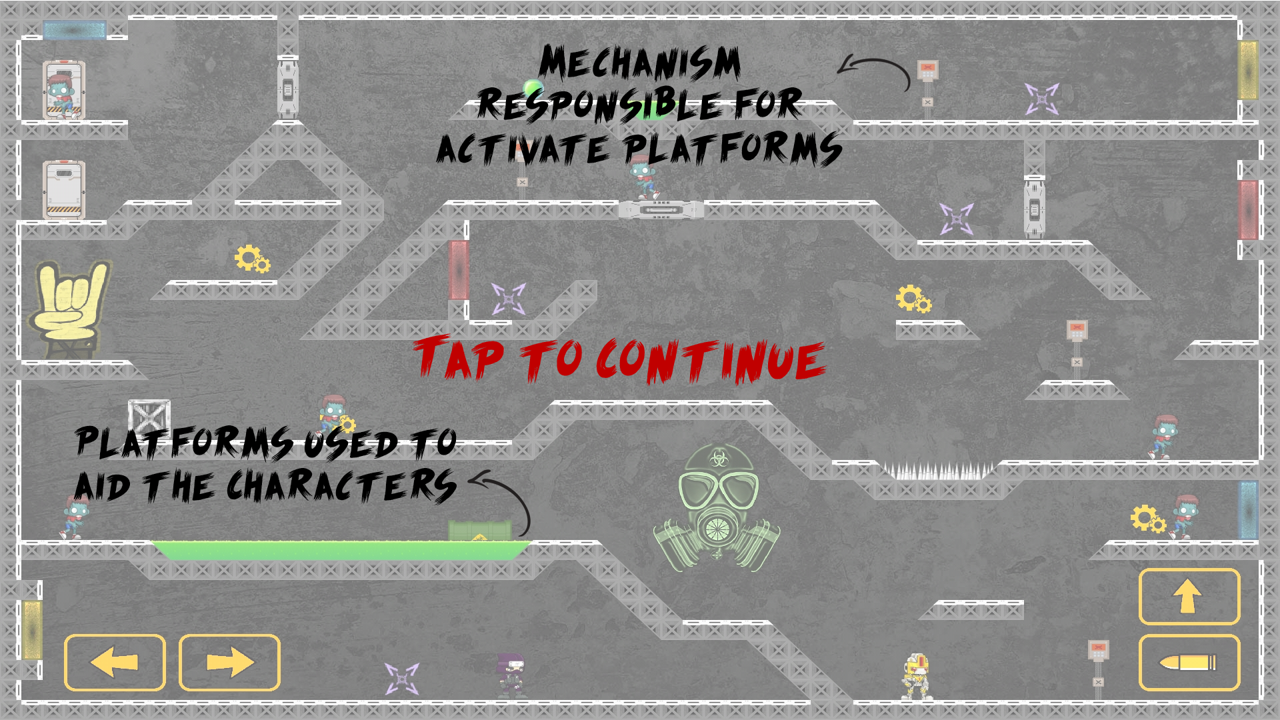 Mechanism
responsible for
activate platforms
Tap to continue
Platforms used to
aid the characters